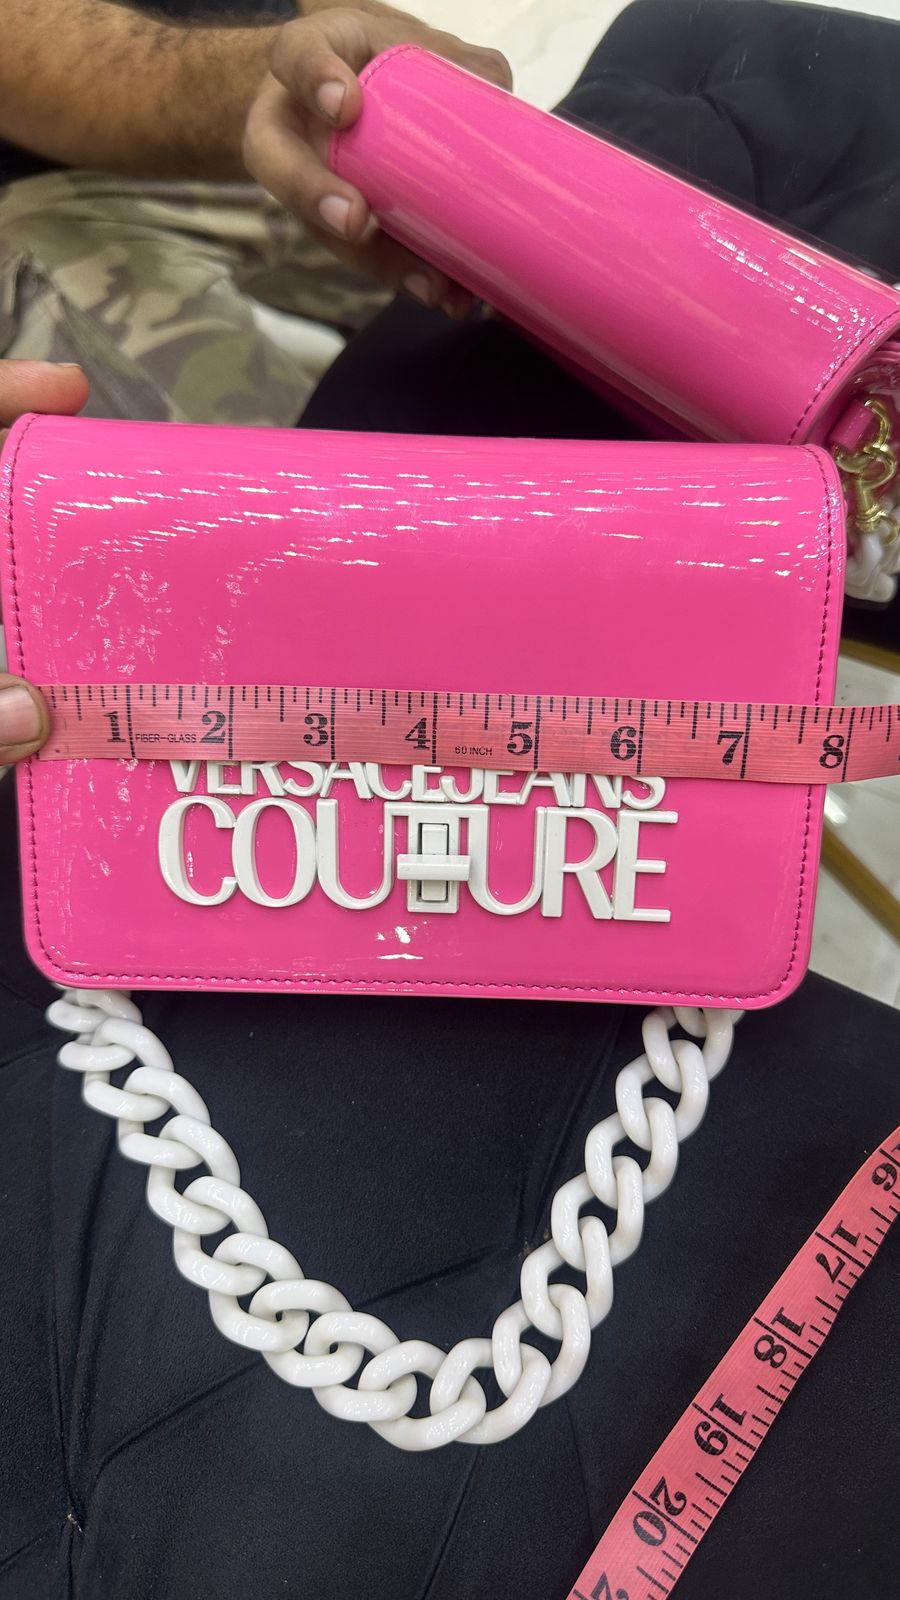 1 2 3 4 5 6 7 8
FIBER-GLASS
60 INCH
VERSACEJEANS
COUTURE
16
17
18
19
20